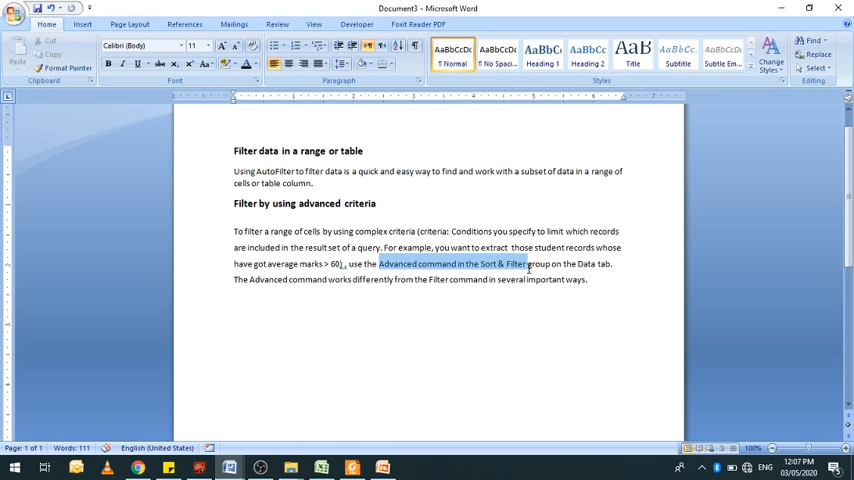 Document3 - Microsoft Word
Home Insert Page Layout References Mailings Review View Developer Foxit Reader PDF
Cut
Copy
Format Painter
Paste
Clipboard
Calibri (Body) 11
Font
Paragraph
AaBbCcDc AaBbCcDc AaBbCc AaBbCc AaB AaBbCc. AaBbCcDc
¶ Normal ¶ No Spaci... Heading 1 Heading 2 Title Subtitle Subtle Em...
Change Styles
Styles
Find
Replace
Select
Editing
Filter data in a range or table
Using AutoFilter to filter data is a quick and easy way to find and work with a subset of data in a range of
cells or table column.
Filter by using advanced criteria
To filter a range of cells by using complex criteria (criteria: Conditions you specify to limit which records
are included in the result set of a query. For example, you want to extract those student records whose
have got average marks > 60) , use the Advanced command in the Sort & Filter group on the Data tab.
The Advanced command works differently from the Filter command in several important ways.
Page: 1 of 1 Words: 111 English (United States) 100%
ENG
12:07 PM
03/05/2020